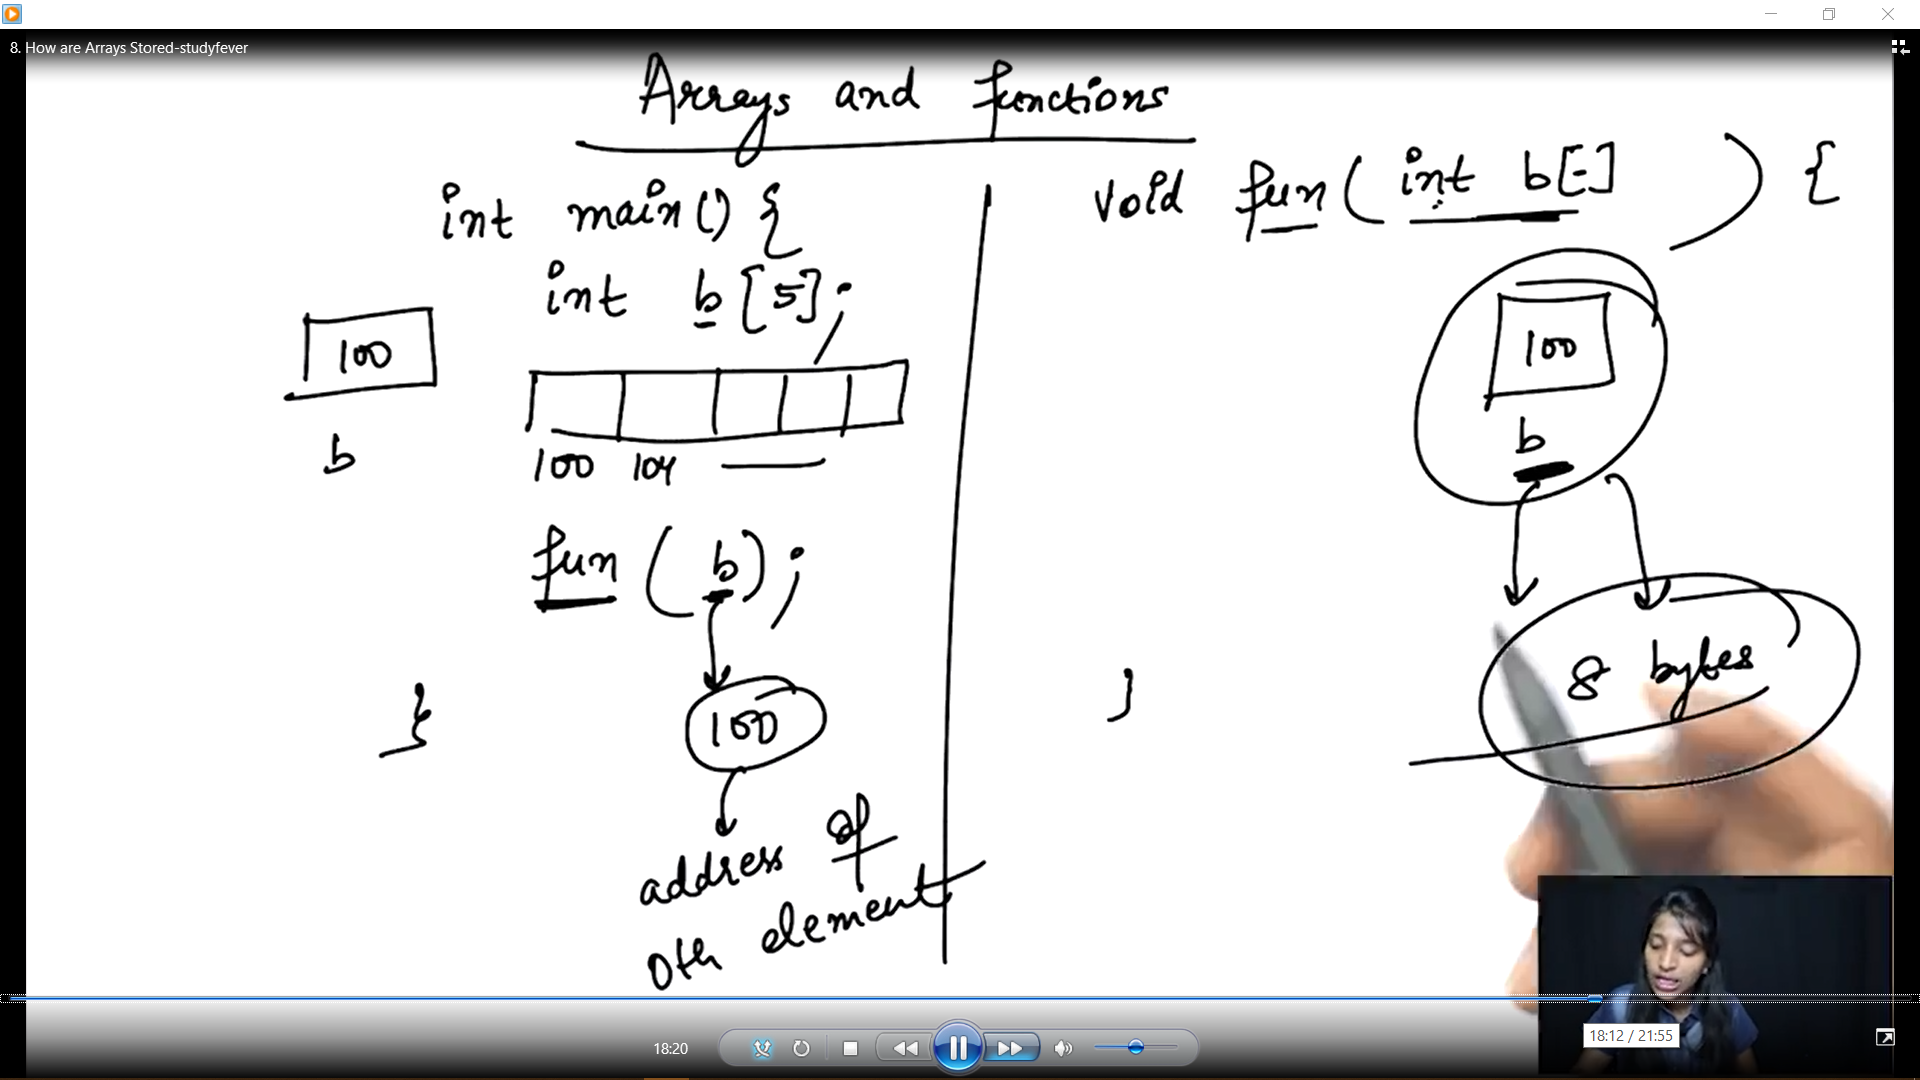 8. How are Arrays Stored-studyfever
Arrays and functions
int main() {
int b[5];
100
b
100 104
fun (b);
100
address of
0th element
}
void fun( int b[-] ) {
100
b
8 bytes
}
18:20
18:12 / 21:55